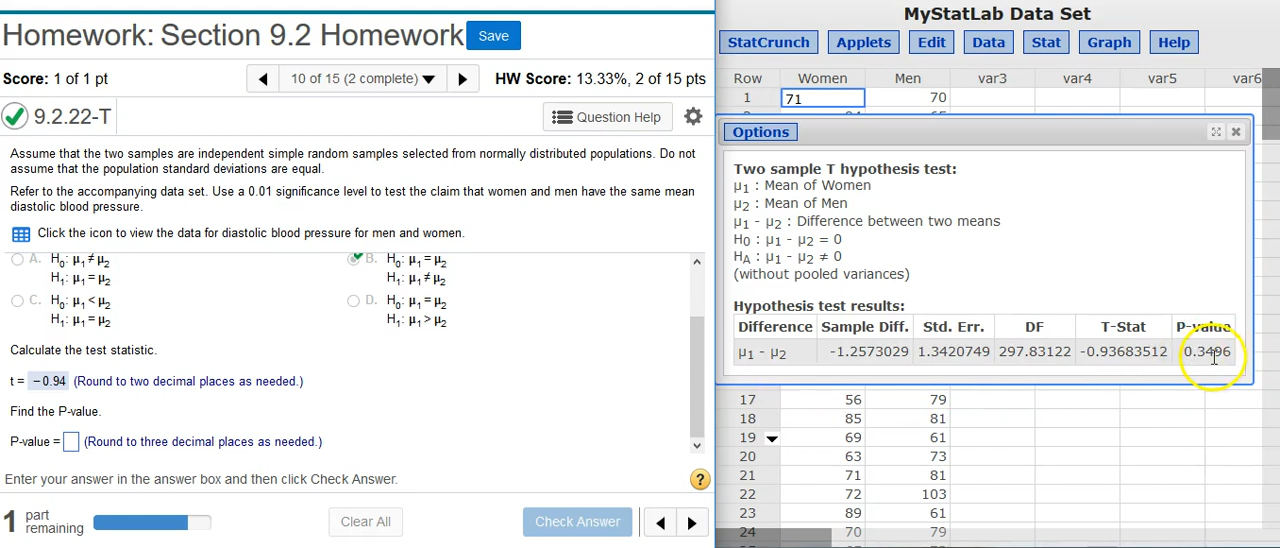 Homework: Section 9.2 Homework Save
Score: 1 of 1 pt
10 of 15 (2 complete)
HW Score: 13.33%, 2 of 15 pts
9.2.22-T
Question Help
Assume that the two samples are independent simple random samples selected from normally distributed populations. Do not
assume that the population standard deviations are equal.
Refer to the accompanying data set. Use a 0.01 significance level to test the claim that women and men have the same mean
diastolic blood pressure.
Click the icon to view the data for diastolic blood pressure for men and women.
A. H0: μ1 ≠ μ2
H1: μ1 = μ2
B. H0: μ1 = μ2
H1: μ1 ≠ μ2
C. H0: μ1 < μ2
H1: μ1 = μ2
D. H0: μ1 = μ2
H1: μ1 > μ2
Calculate the test statistic.
t = −0.94 (Round to two decimal places as needed.)
Find the P-value.
P-value = (Round to three decimal places as needed.)
Enter your answer in the answer box and then click Check Answer.
?
1 part
remaining
Clear All
Check Answer
MyStatLab Data Set
StatCrunch Applets Edit Data Stat Graph Help
Row Women Men var3 var4 var5 var6
1 71 70
Options
Two sample T hypothesis test:
μ1 : Mean of Women
μ2 : Mean of Men
μ1 - μ2 : Difference between two means
H0 : μ1 - μ2 = 0
HA : μ1 - μ2 ≠ 0
(without pooled variances)
Hypothesis test results:
Difference Sample Diff. Std. Err. DF T-Stat P-value
μ1 - μ2 -1.2573029 1.3420749 297.83122 -0.93683512 0.3496
17 56 79
18 85 81
19 69 61
20 63 73
21 71 81
22 72 103
23 89 61
24 70 79